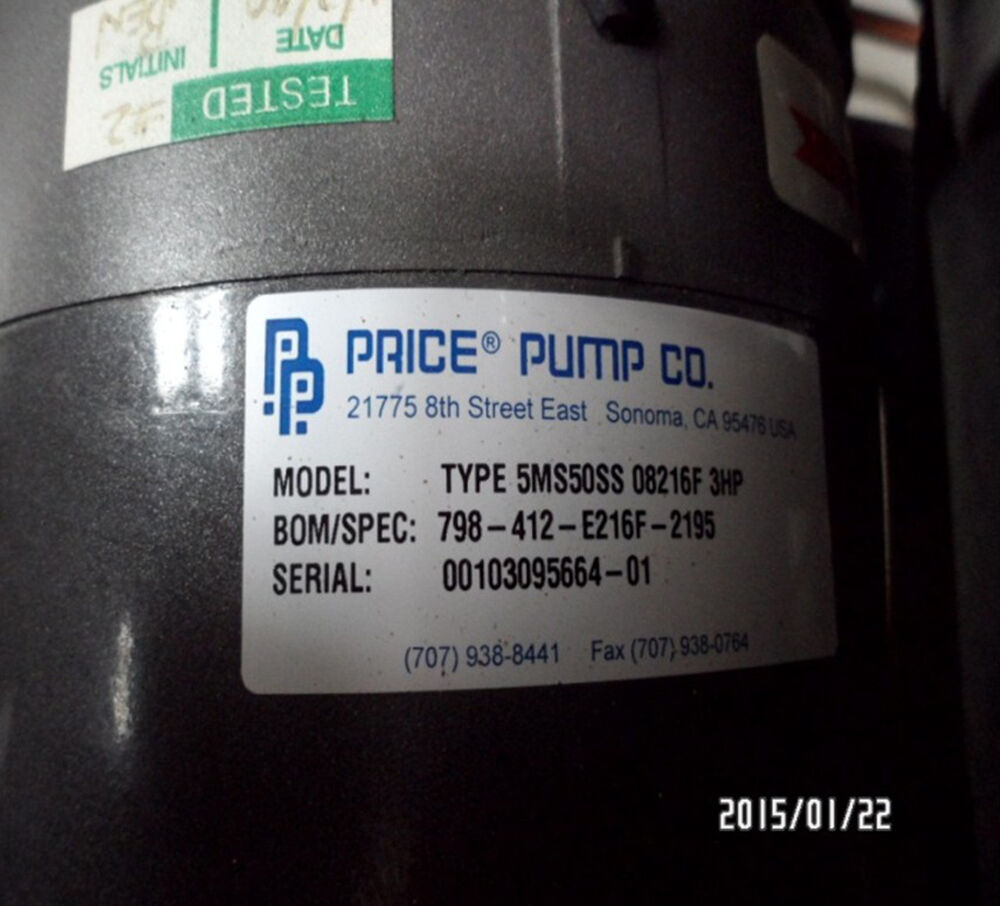 DATE
INITIALS
TESTED
#2
PRICE® PUMP CO.
21775 8th Street East Sonoma, CA 95476 USA
MODEL: TYPE 5MS50SS 08216F 3HP
BOM/SPEC: 798-412-E216F-2195
SERIAL: 00103095664-01
(707) 938-8441 Fax (707) 938-0764
2015/01/22